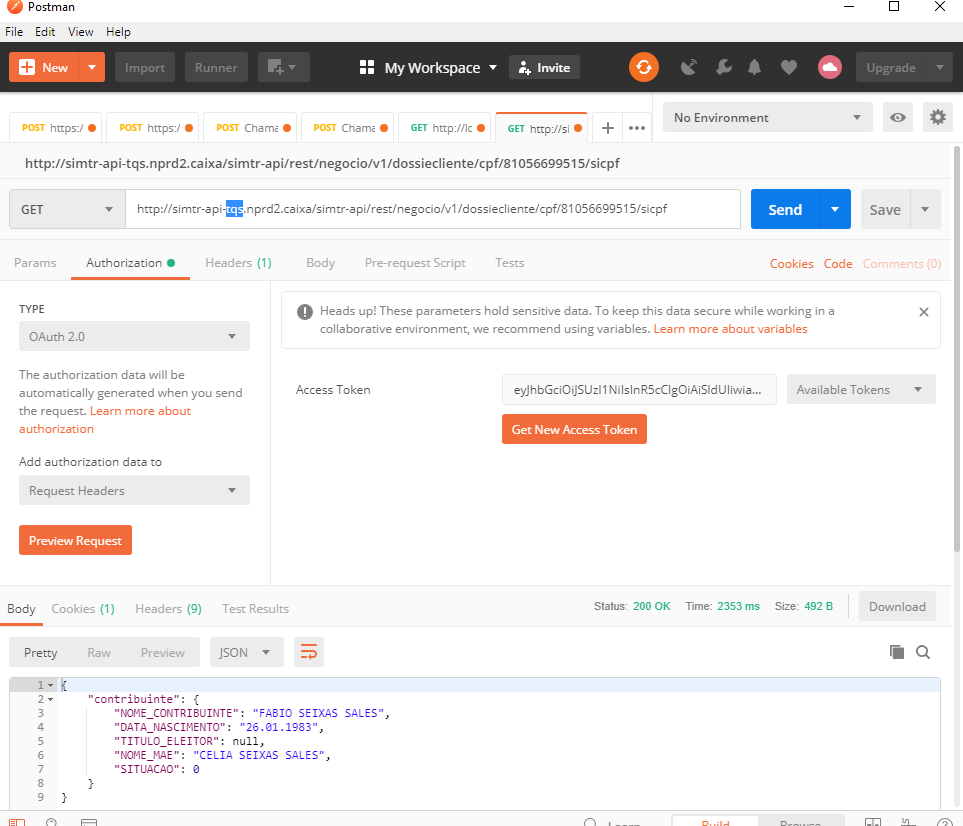 Postman
File Edit View Help
New Import Runner My Workspace Invite Upgrade
POST https:/ POST https:/ POST Chama POST Chama GET http://lc GET http://si No Environment
http://simtr-api-tqs.nprd2.caixa/simtr-api/rest/negocio/v1/dossiecliente/cpf/81056699515/sicpf
GET http://simtr-api-tqs.nprd2.caixa/simtr-api/rest/negocio/v1/dossiecliente/cpf/81056699515/sicpf Send Save
Params Authorization Headers (1) Body Pre-request Script Tests Cookies Code Comments (0)
TYPE
OAuth 2.0
The authorization data will be
automatically generated when you send
the request. Learn more about
authorization
Add authorization data to
Request Headers
Preview Request
Heads up! These parameters hold sensitive data. To keep this data secure while working in a
collaborative environment, we recommend using variables. Learn more about variables
Access Token eyJhbGciOiJSUzI1NiIsInR5cCIgOiAiSldUIiwia... Available Tokens
Get New Access Token
Body Cookies (1) Headers (9) Test Results Status: 200 OK Time: 2353 ms Size: 492 B Download
Pretty Raw Preview JSON
1 {
2 "contribuinte": {
3 "NOME_CONTRIBUINTE": "FABIO SEIXAS SALES",
4 "DATA_NASCIMENTO": "26.01.1983",
5 "TITULO_ELEITOR": null,
6 "NOME_MAE": "CELIA SEIXAS SALES",
7 "SITUACAO": 0
8 }
9 }
Learn Build Browse